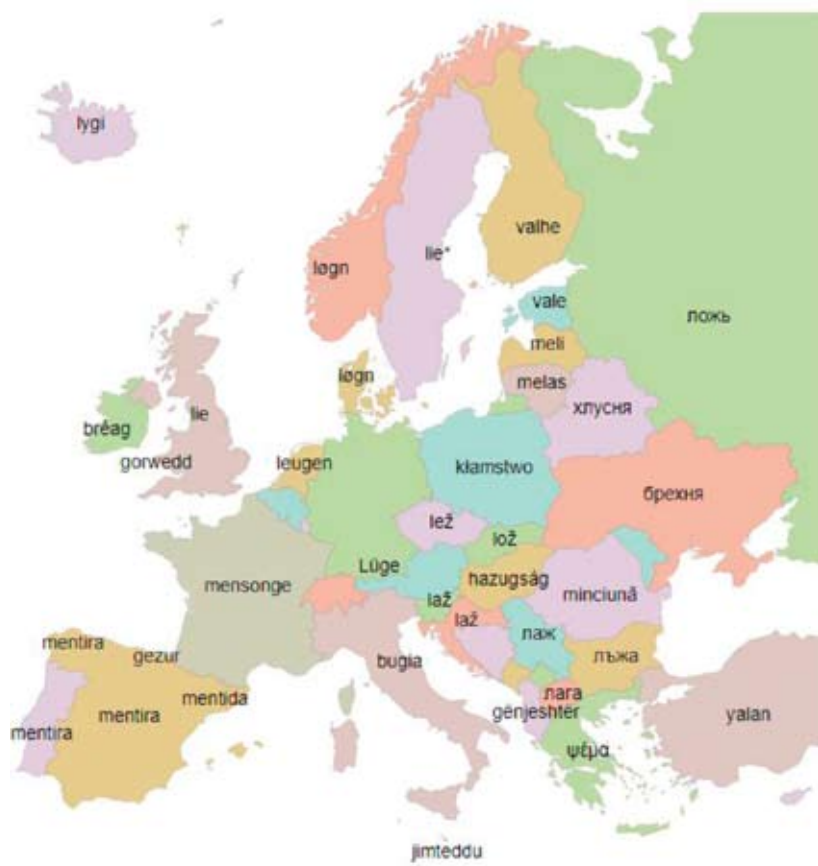 lygi
valhe
lie*
løgn
vale
ложь
meli
løgn
melas
хлусня
lie
bréag
gorwedd
leugen
kłamstwo
брехня
lež
lož
Lüge
hazugság
mensonge
minciună
laž
laž
лаж
лъжа
mentira
gezur
bugia
лага
mentida
mentira
mentira
gënjeshtër
yalan
ψέμα
jimteddu